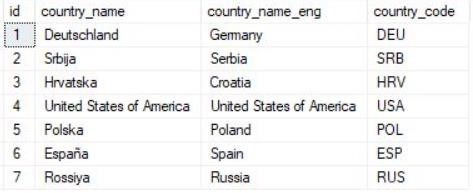 id country_name country_name_eng country_code
1 Deutschland Germany DEU
2 Srbija Serbia SRB
3 Hrvatska Croatia HRV
4 United States of America United States of America USA
5 Polska Poland POL
6 España Spain ESP
7 Rossiya Russia RUS